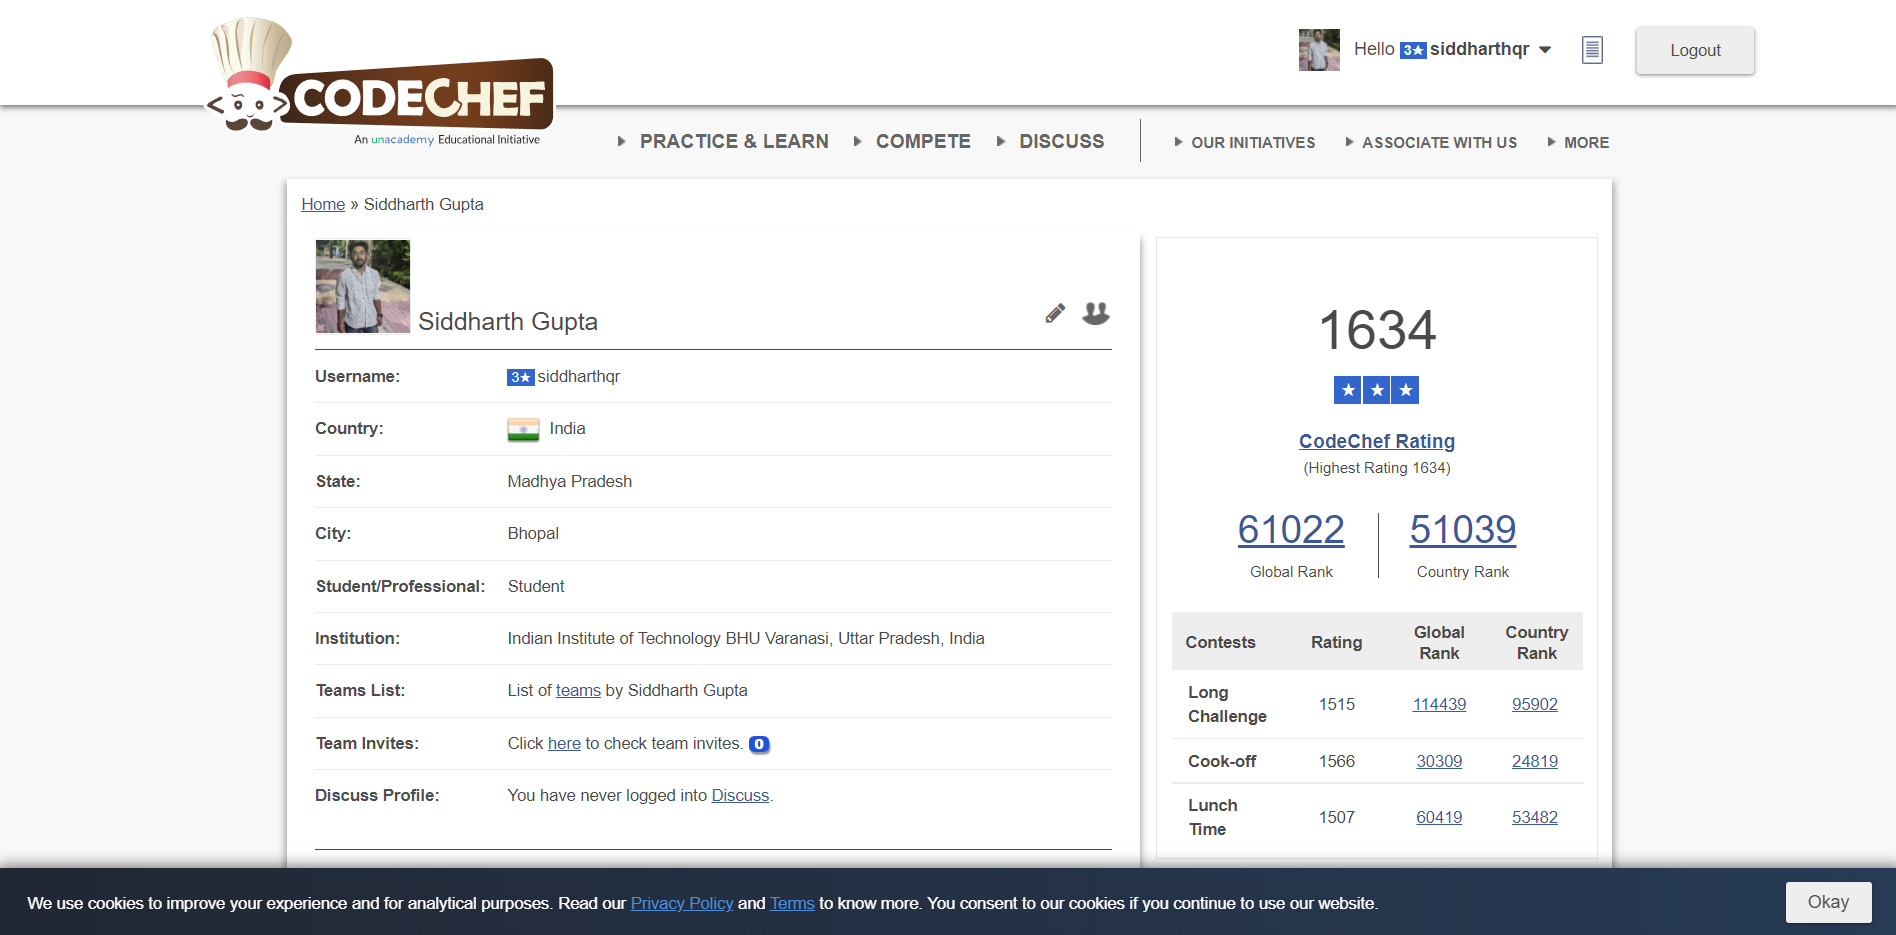 CODECHEF
An unacademy Educational Initiative
Hello 3★ siddharthqr
Logout
PRACTICE & LEARN
COMPETE
DISCUSS
OUR INITIATIVES
ASSOCIATE WITH US
MORE
Home » Siddharth Gupta
Siddharth Gupta
Username: 3★ siddharthqr
Country: India
State: Madhya Pradesh
City: Bhopal
Student/Professional: Student
Institution: Indian Institute of Technology BHU Varanasi, Uttar Pradesh, India
Teams List: List of teams by Siddharth Gupta
Team Invites: Click here to check team invites. 0
Discuss Profile: You have never logged into Discuss.
1634
★★★
CodeChef Rating
(Highest Rating 1634)
61022 51039
Global Rank Country Rank
Contests Rating Global Rank Country Rank
Long Challenge 1515 114439 95902
Cook-off 1566 30309 24819
Lunch Time 1507 60419 53482
We use cookies to improve your experience and for analytical purposes. Read our Privacy Policy and Terms to know more. You consent to our cookies if you continue to use our website.
Okay